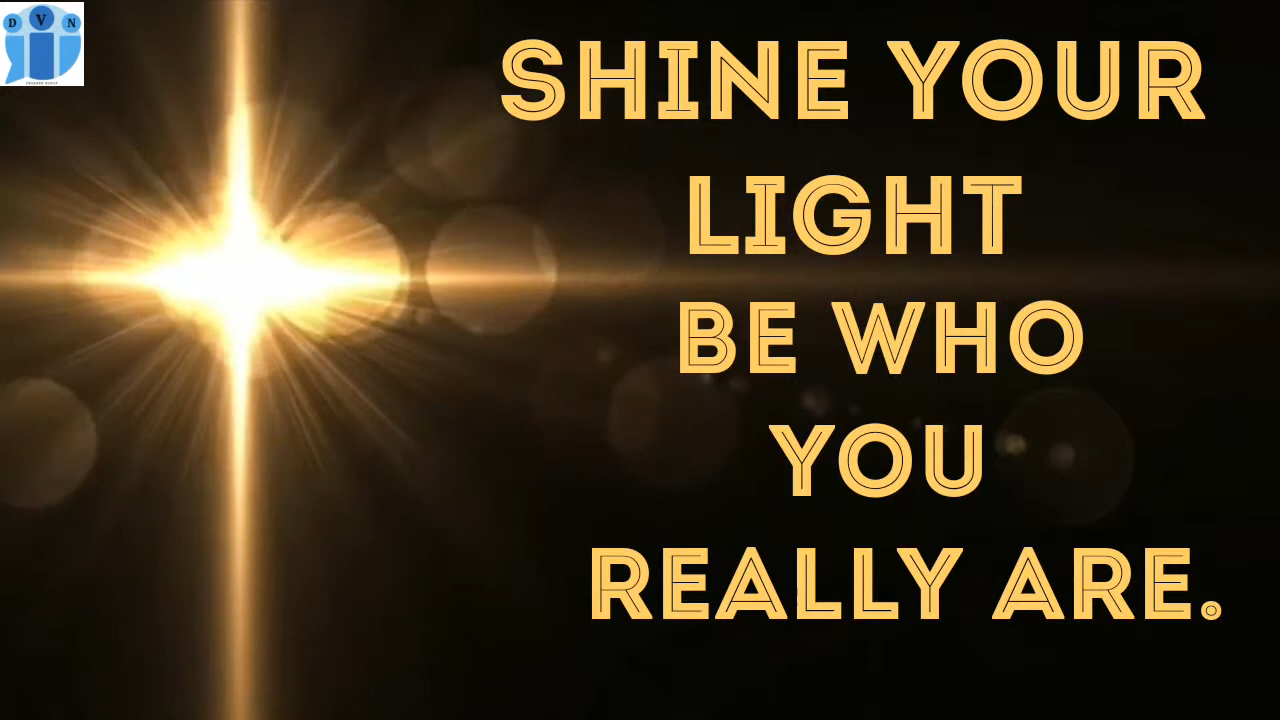 D V N
SHINE YOUR
LIGHT
BE WHO
YOU
REALLY ARE.